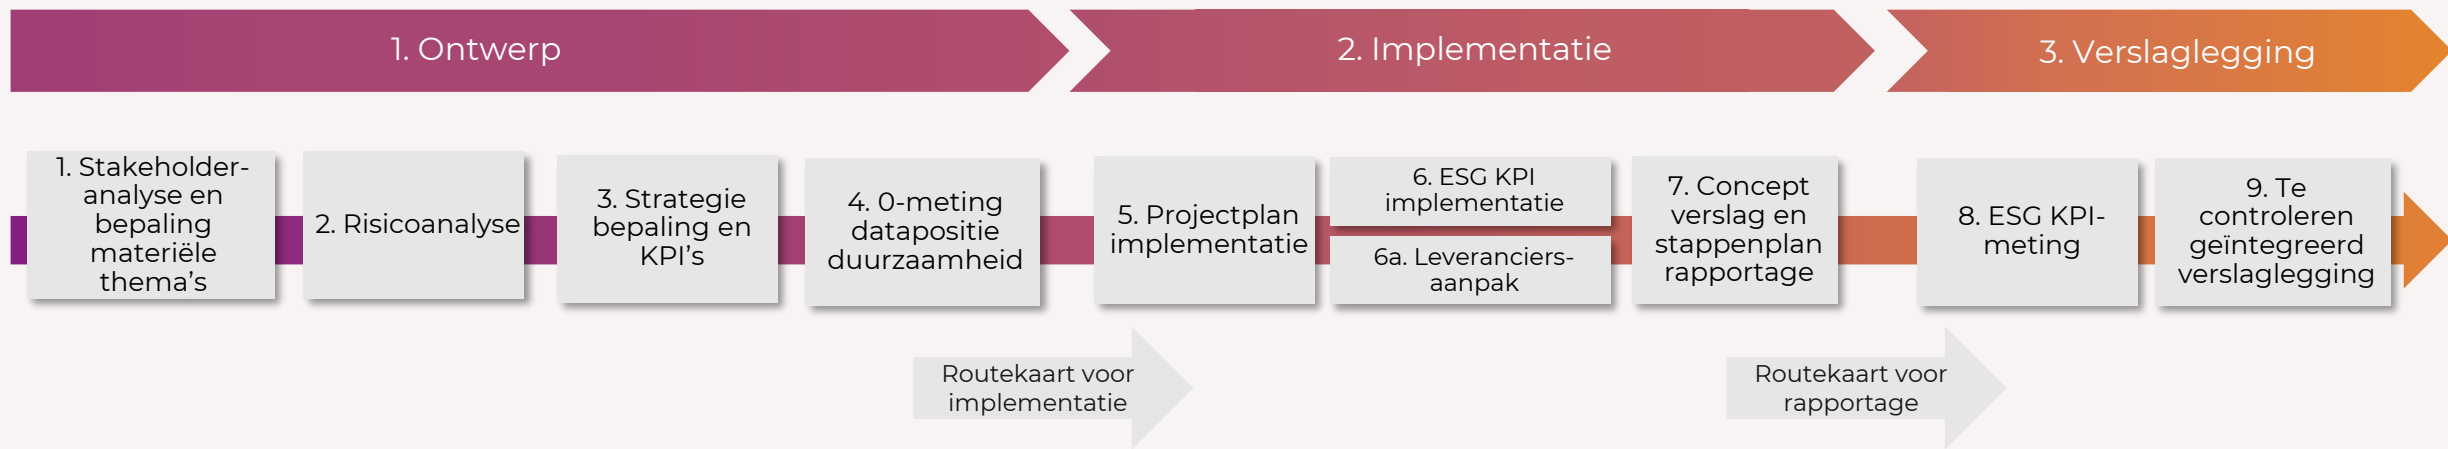 1. Ontwerp
2. Implementatie
3. Verslaglegging
1. Stakeholder-
analyse en
bepaling
materiële
thema’s
2. Risicoanalyse
3. Strategie
bepaling en
KPI’s
4. 0-meting
datapositie
duurzaamheid
5. Projectplan
implementatie
6. ESG KPI
implementatie
6a. Leveranciers-
aanpak
7. Concept
verslag en
stappenplan
rapportage
8. ESG KPI-
meting
9. Te
controleren
geïntegreerd
verslaglegging
Routekaart voor
implementatie
Routekaart voor
rapportage